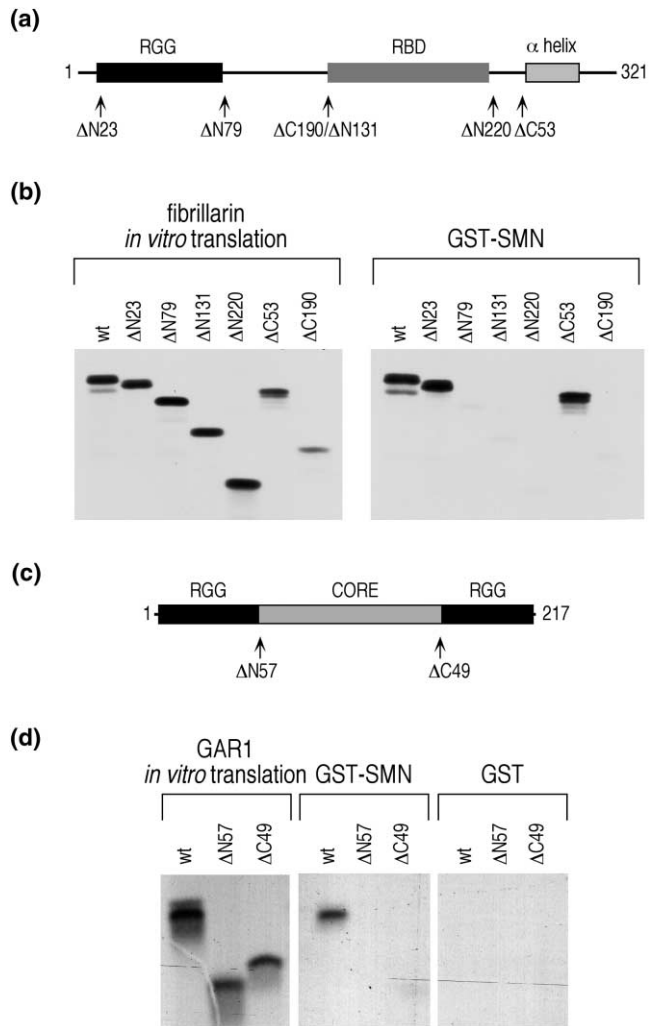 (a)
RGG RBD α helix
1 321
ΔN23 ΔN79 ΔC190/ΔN131 ΔN220 ΔC53
(b)
fibrillarin
in vitro translation GST-SMN
wt ΔN23 ΔN79 ΔN131 ΔN220 ΔC53 ΔC190 wt ΔN23 ΔN79 ΔN131 ΔN220 ΔC53 ΔC190
(c)
RGG CORE RGG
1 217
ΔN57 ΔC49
(d)
GAR1
in vitro translation GST-SMN GST
wt ΔN57 ΔC49 wt ΔN57 ΔC49 wt ΔN57 ΔC49